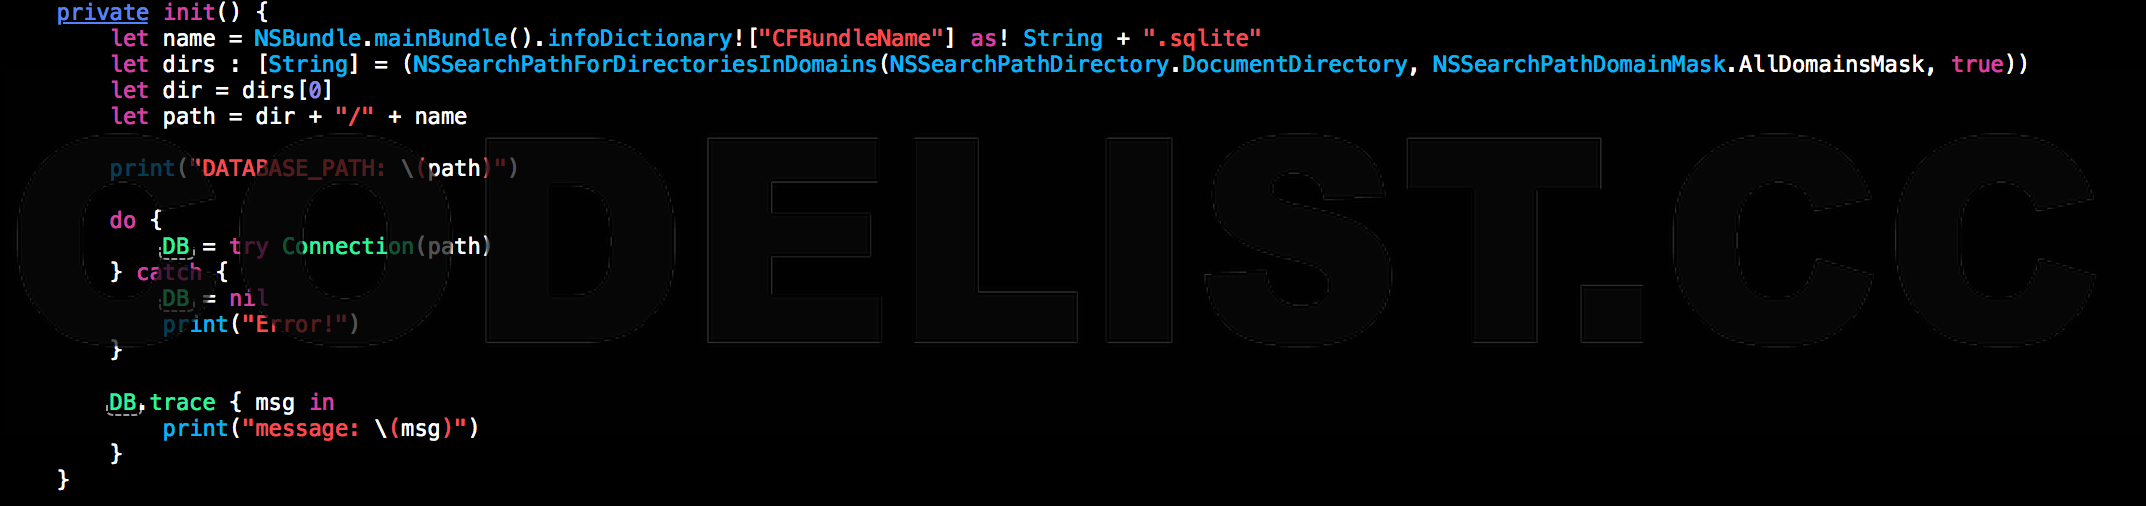 private init() {
    let name = NSBundle.mainBundle().infoDictionary!["CFBundleName"] as! String + ".sqlite"
    let dirs : [String] = (NSSearchPathForDirectoriesInDomains(NSSearchPathDirectory.DocumentDirectory, NSSearchPathDomainMask.AllDomainsMask, true))
    let dir = dirs[0]
    let path = dir + "/" + name
    print("DATABASE_PATH: \(path)")
    do {
        DB = try Connection(path)
    } catch {
        DB = nil
        print("Error!")
    }
    DB.trace { msg in
        print("message: \(msg)")
    }
}
CODELIST.CC